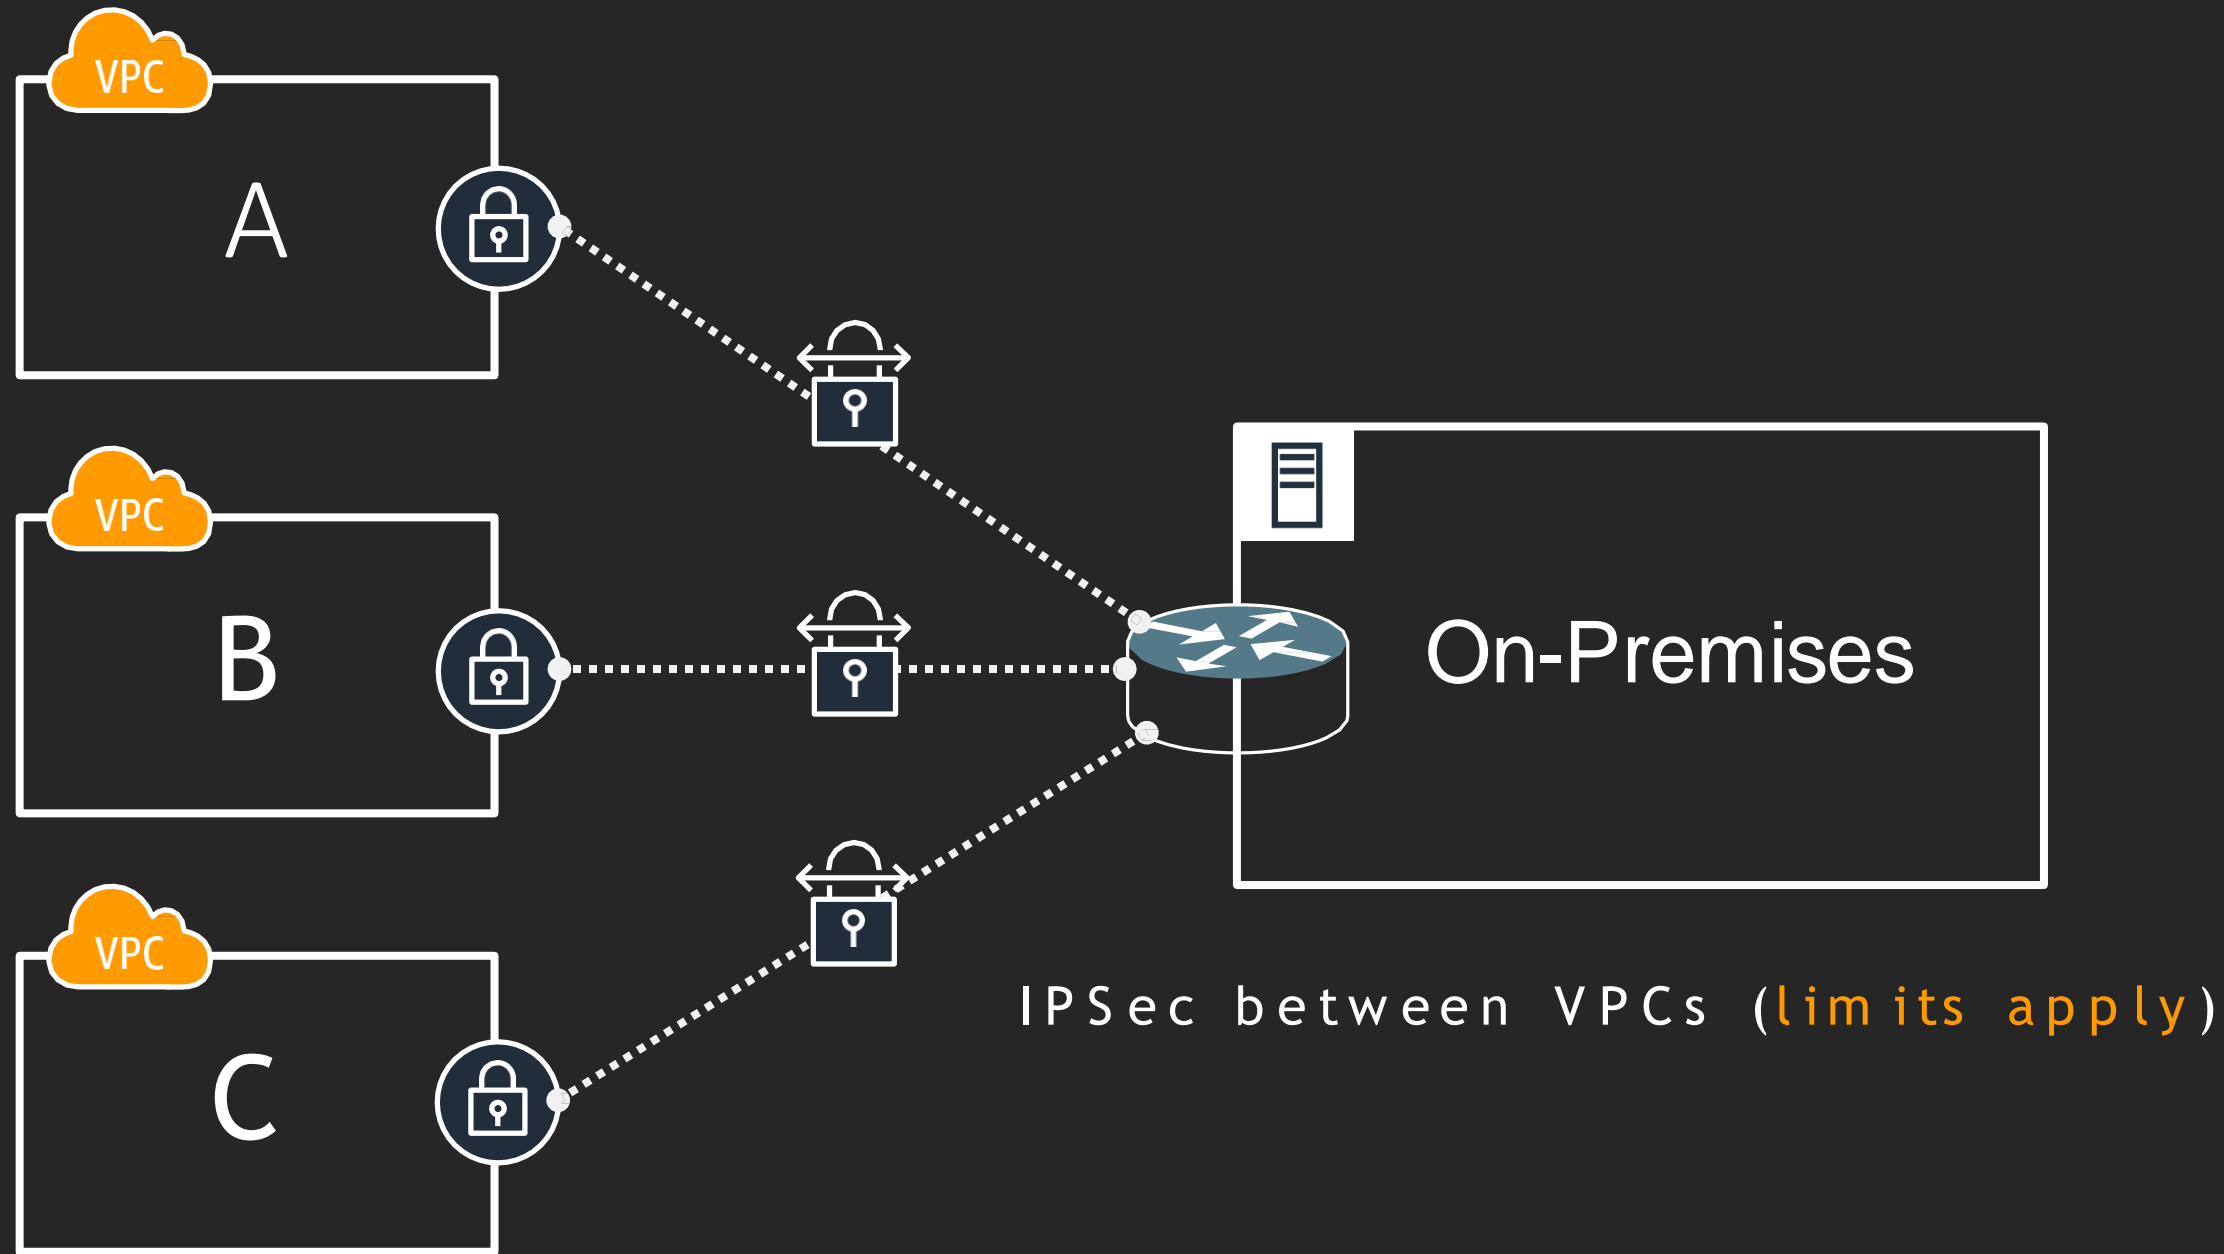 VPC
A
VPC
B
On-Premises
VPC
C
IPSec between VPCs (limits apply)